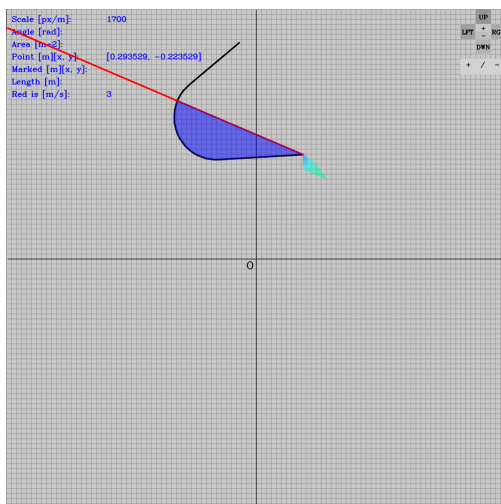 Scale [px/m]: 1700
Angle [rad]:
Area [m~2]:
Point [m][x, y]: [0.293529, -0.223529]
Marked [m][x, y]:
Length [m]:
Red is [m/s]: 3
UP
LFT + - RG
DWN
+ / -
0